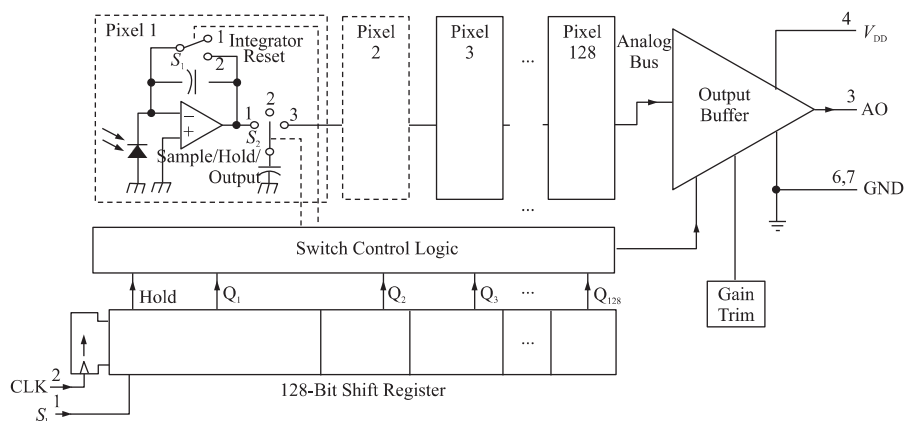 Pixel 1
1
Integrator
Reset
S1
2
−
+
1
2
3
S2
Sample/Hold/
Output
Pixel
2
Pixel
3
...
Pixel
128
Analog
Bus
Output
Buffer
4
VDD
3
AO
6,7
GND
...
Switch Control Logic
Hold
Q1
Q2
Q3
...
Q128
Gain
Trim
...
CLK
2
128-Bit Shift Register
1